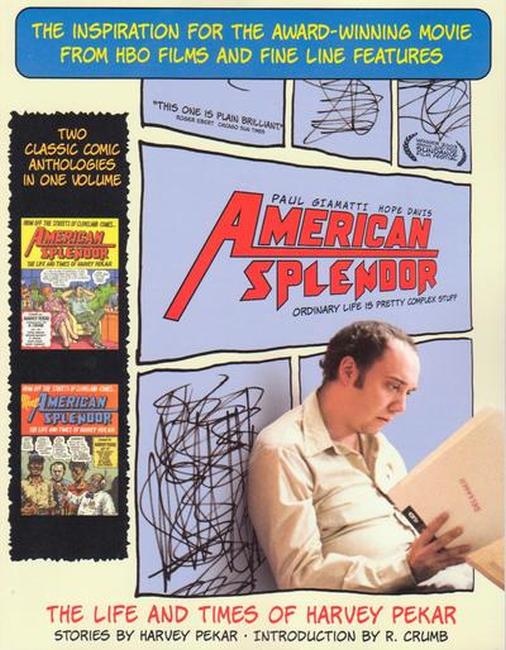 THE INSPIRATION FOR THE AWARD-WINNING MOVIE
FROM HBO FILMS AND FINE LINE FEATURES
"THIS ONE IS PLAIN BRILLIANT"
ROGER EBERT, CHICAGO SUN TIMES
SUNDANCE
FILM FESTIVAL
TWO
CLASSIC COMIC
ANTHOLOGIES
IN ONE VOLUME
PAUL GIAMATTI HOPE DAVIS
AMERICAN
SPLENDOR
ORDINARY LIFE IS PRETTY COMPLEX STUFF
AMERICAN
SPLENDOR
THE LIFE AND TIMES OF HARVEY PEKAR
AMERICAN
SPLENDOR
THE LIFE AND TIMES OF HARVEY PEKAR
THE LIFE AND TIMES OF HARVEY PEKAR
STORIES BY HARVEY PEKAR · INTRODUCTION BY R. CRUMB